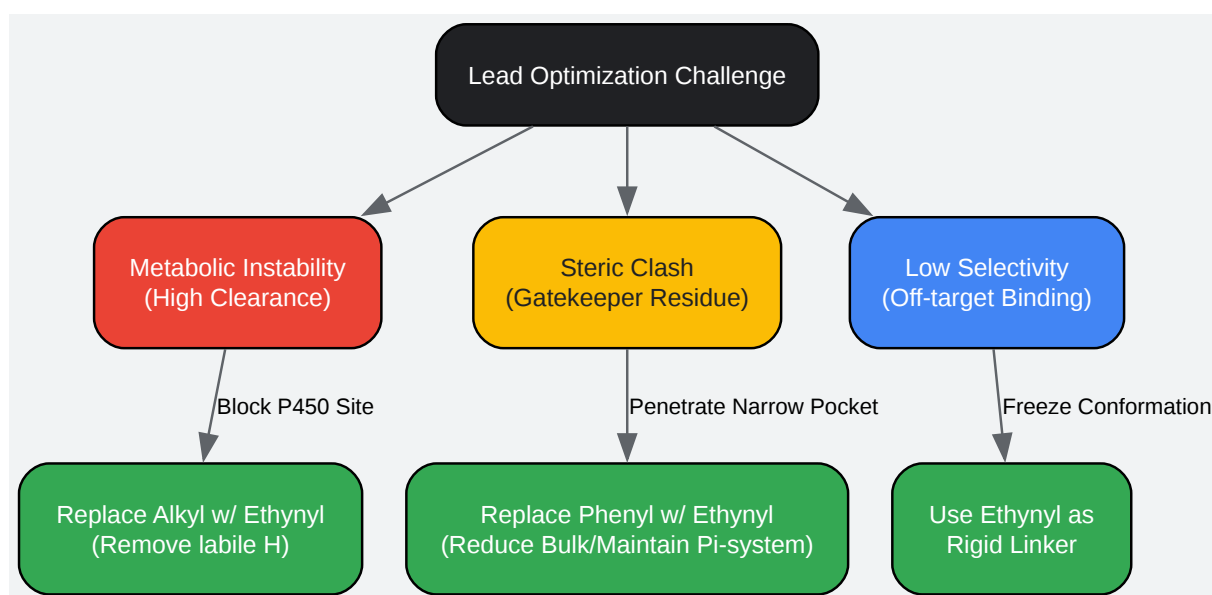 Lead Optimization Challenge
Metabolic Instability
(High Clearance)
Steric Clash
(Gatekeeper Residue)
Low Selectivity
(Off-target Binding)
Block P450 Site
Penetrate Narrow Pocket
Freeze Conformation
Replace Alkyl w/ Ethynyl
(Remove labile H)
Replace Phenyl w/ Ethynyl
(Reduce Bulk/Maintain Pi-system)
Use Ethynyl as
Rigid Linker